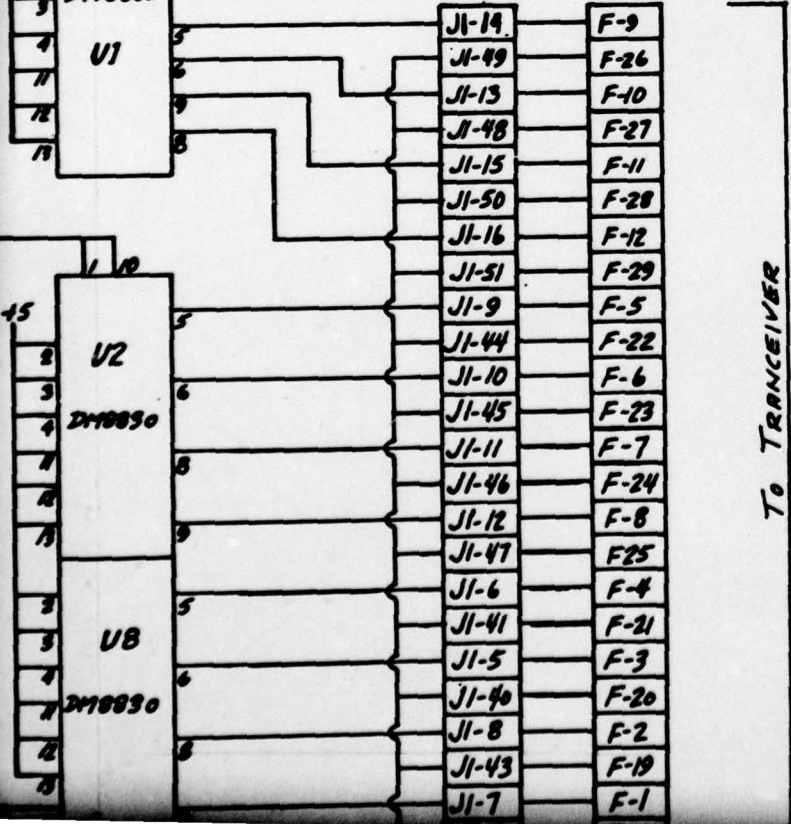 3
4
11
12
13
U1
5
6
9
8
1 10
+5
2
3
4
11
12
13
U2
DM8830
5
6
8
9
2
3
4
11
12
13
U8
DM8830
5
6
8
J1-14 F-9
J1-49 F-26
J1-13 F-10
J1-48 F-27
J1-15 F-11
J1-50 F-28
J1-16 F-12
J1-51 F-29
J1-9 F-5
J1-44 F-22
J1-10 F-6
J1-45 F-23
J1-11 F-7
J1-46 F-24
J1-12 F-8
J1-47 F25
J1-6 F-4
J1-41 F-21
J1-5 F-3
J1-40 F-20
J1-8 F-2
J1-43 F-19
J1-7 F-1
To TRANCEIVER